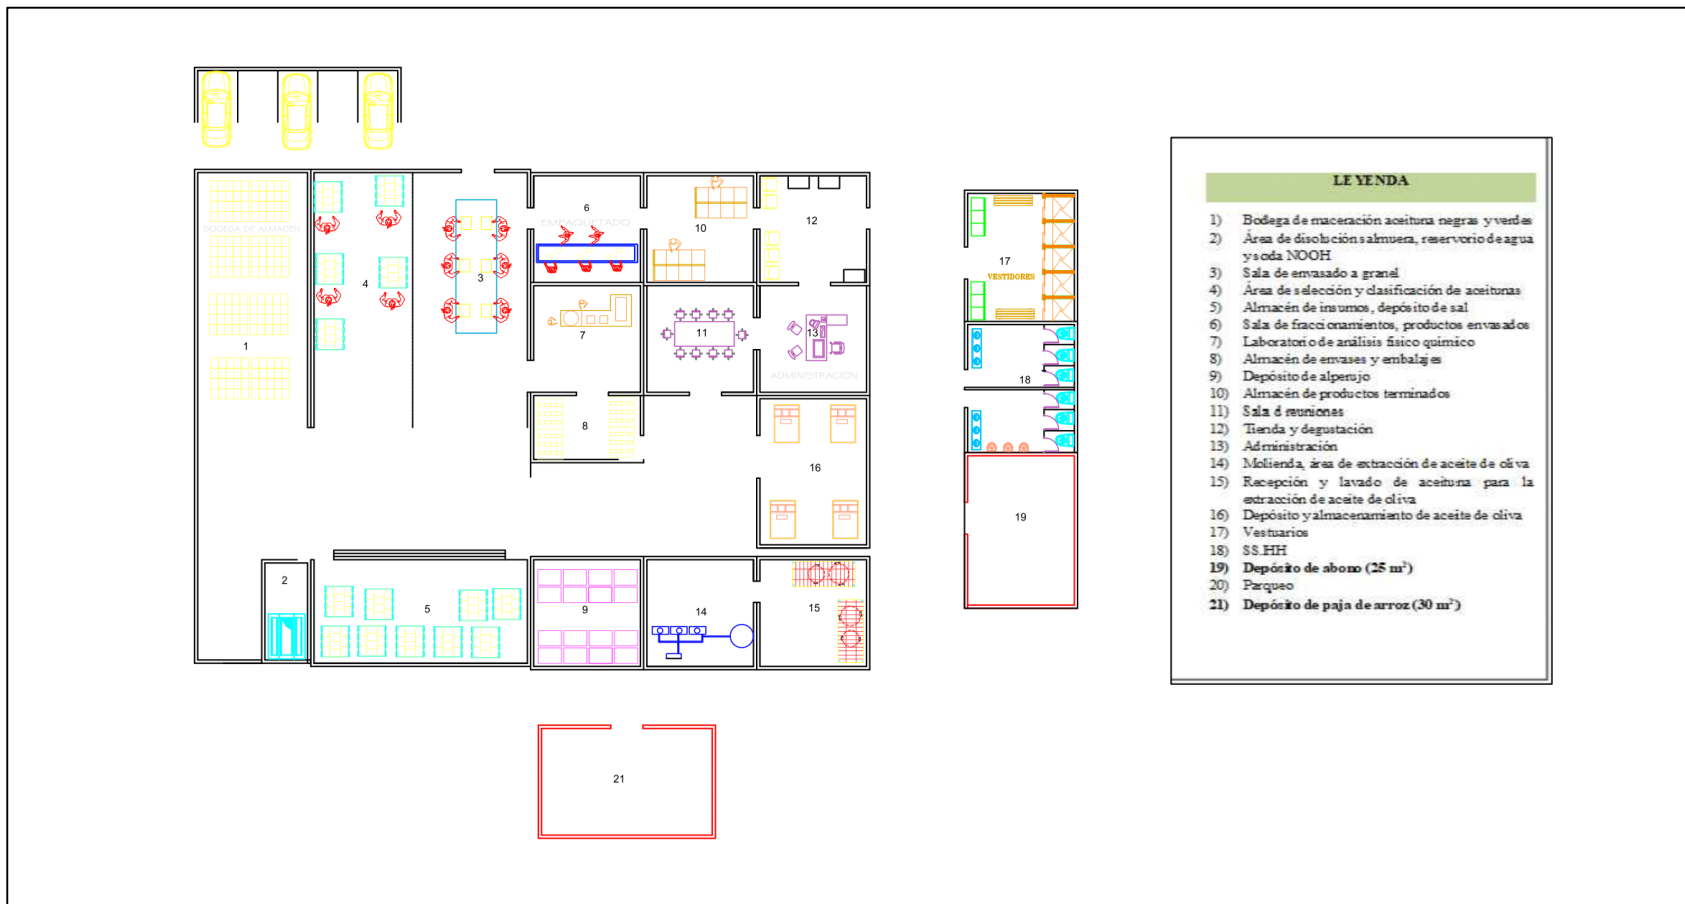 6
EMPAQUETADO
10
12
BODEGA DE ALMACEN
4
3
1
7
11
13
ADMINISTRACIÓN
8
16
2
5
9
14
15
21
17
VESTIDORES
18
19
LEYENDA
1) Bodega de maceración aceituna negras y verdes
2) Área de disolución salmuera, reservorio de agua
y soda NOOH
3) Sala de envasado a granel
4) Área de selección y clasificación de aceitunas
5) Almacén de insumos, depósito de sal
6) Sala de fraccionamientos, productos envasados
7) Laboratorio de análisis físico químico
8) Almacén de envases y embalajes
9) Depósito de alperujo
10) Almacén de productos terminados
11) Sala d reuniones
12) Tienda y degustación
13) Administración
14) Molienda, área de extracción de aceite de oliva
15) Recepción y lavado de aceituna para la
extracción de aceite de oliva
16) Depósito y almacenamiento de aceite de oliva
17) Vestuarios
18) SS.HH
19) Depósito de abono (25 m²)
20) Parqueo
21) Depósito de paja de arroz (30 m²)